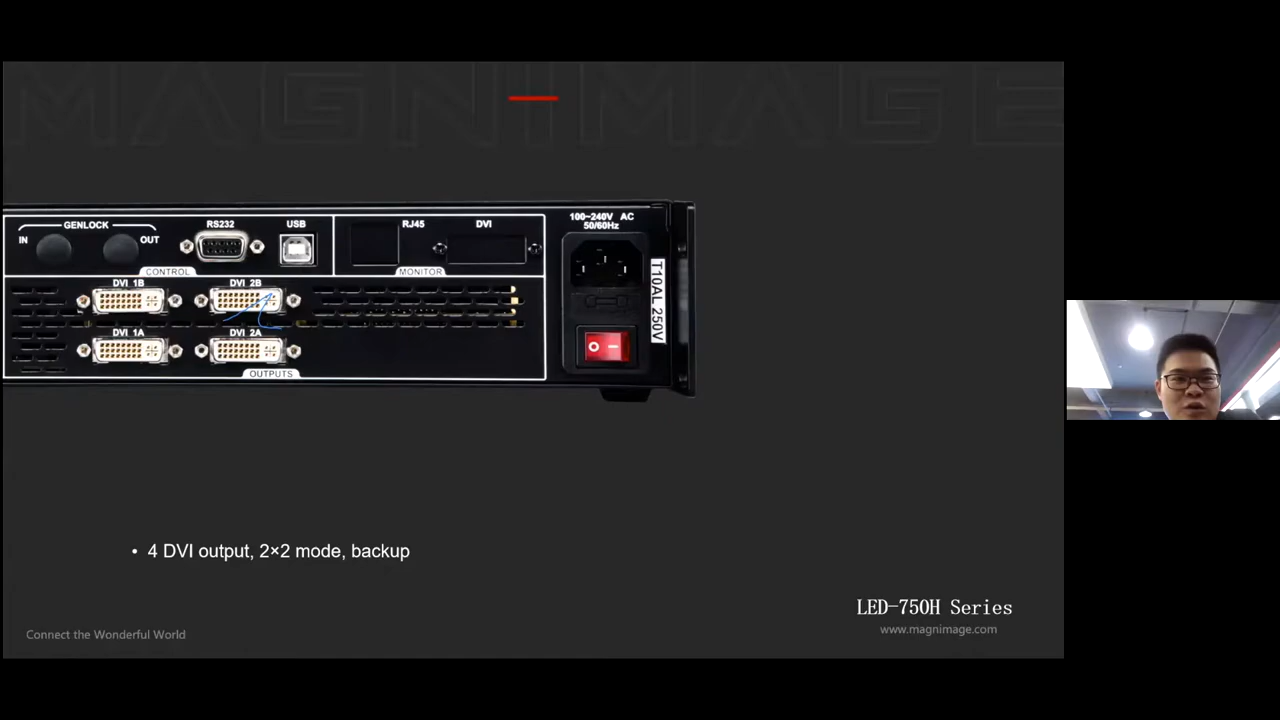 MAGNIMAGE
GENLOCK
IN
OUT
RS232
USB
RJ45
DVI
100~240V AC
50/60Hz
CONTROL
MONITOR
DVI 1B
DVI 2B
T10AL 250V
DVI 1A
DVI 2A
OUTPUTS
• 4 DVI output, 2×2 mode, backup
LED-750H Series
www.magnimage.com
Connect the Wonderful World